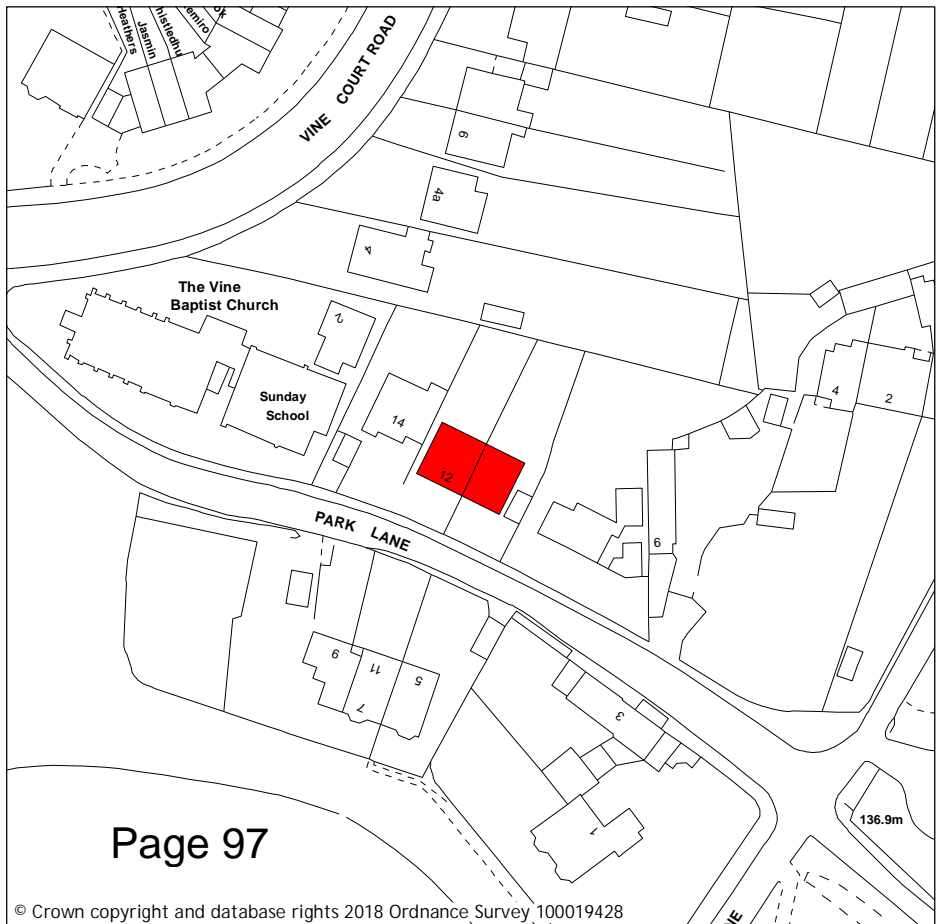 Heathers
Jasmin
VINE COURT ROAD
6
4a
4
The Vine
Baptist Church
2
Sunday
School
14
12
4
2
6
PARK LANE
9
11
7
5
3
1
136.9m
Page 97
© Crown copyright and database rights 2018 Ordnance Survey 100019428